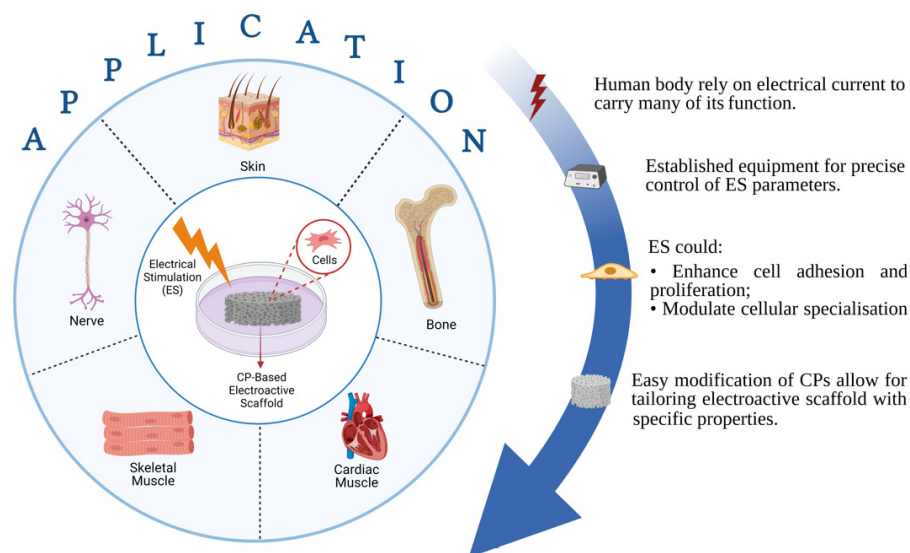 APPLICATION
Skin
Nerve
Bone
Skeletal
Muscle
Cardiac
Muscle
Electrical
Stimulation
(ES)
Cells
CP-Based
Electroactive
Scaffold
Human body rely on electrical current to
carry many of its function.
Established equipment for precise
control of ES parameters.
ES could:
• Enhance cell adhesion and
proliferation;
• Modulate cellular specialisation
Easy modification of CPs allow for
tailoring electroactive scaffold with
specific properties.